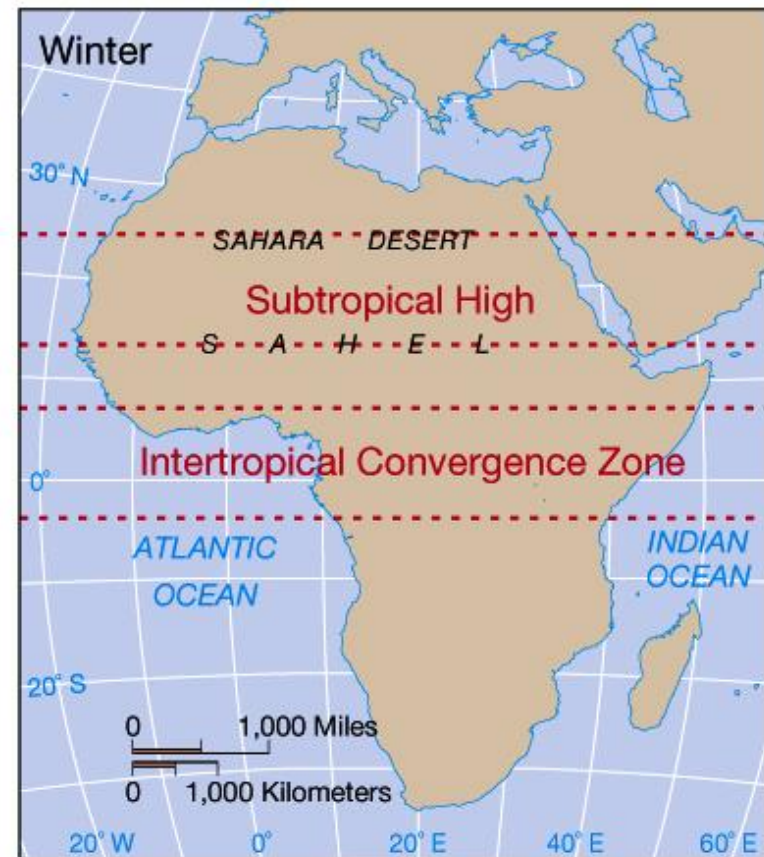 Winter
30° N
SAHARA DESERT
Subtropical High
S A H E L
Intertropical Convergence Zone
0°
ATLANTIC
OCEAN
INDIAN
OCEAN
20° S
0 1,000 Miles
0 1,000 Kilometers
20° W 0° 20° E 40° E 60° E